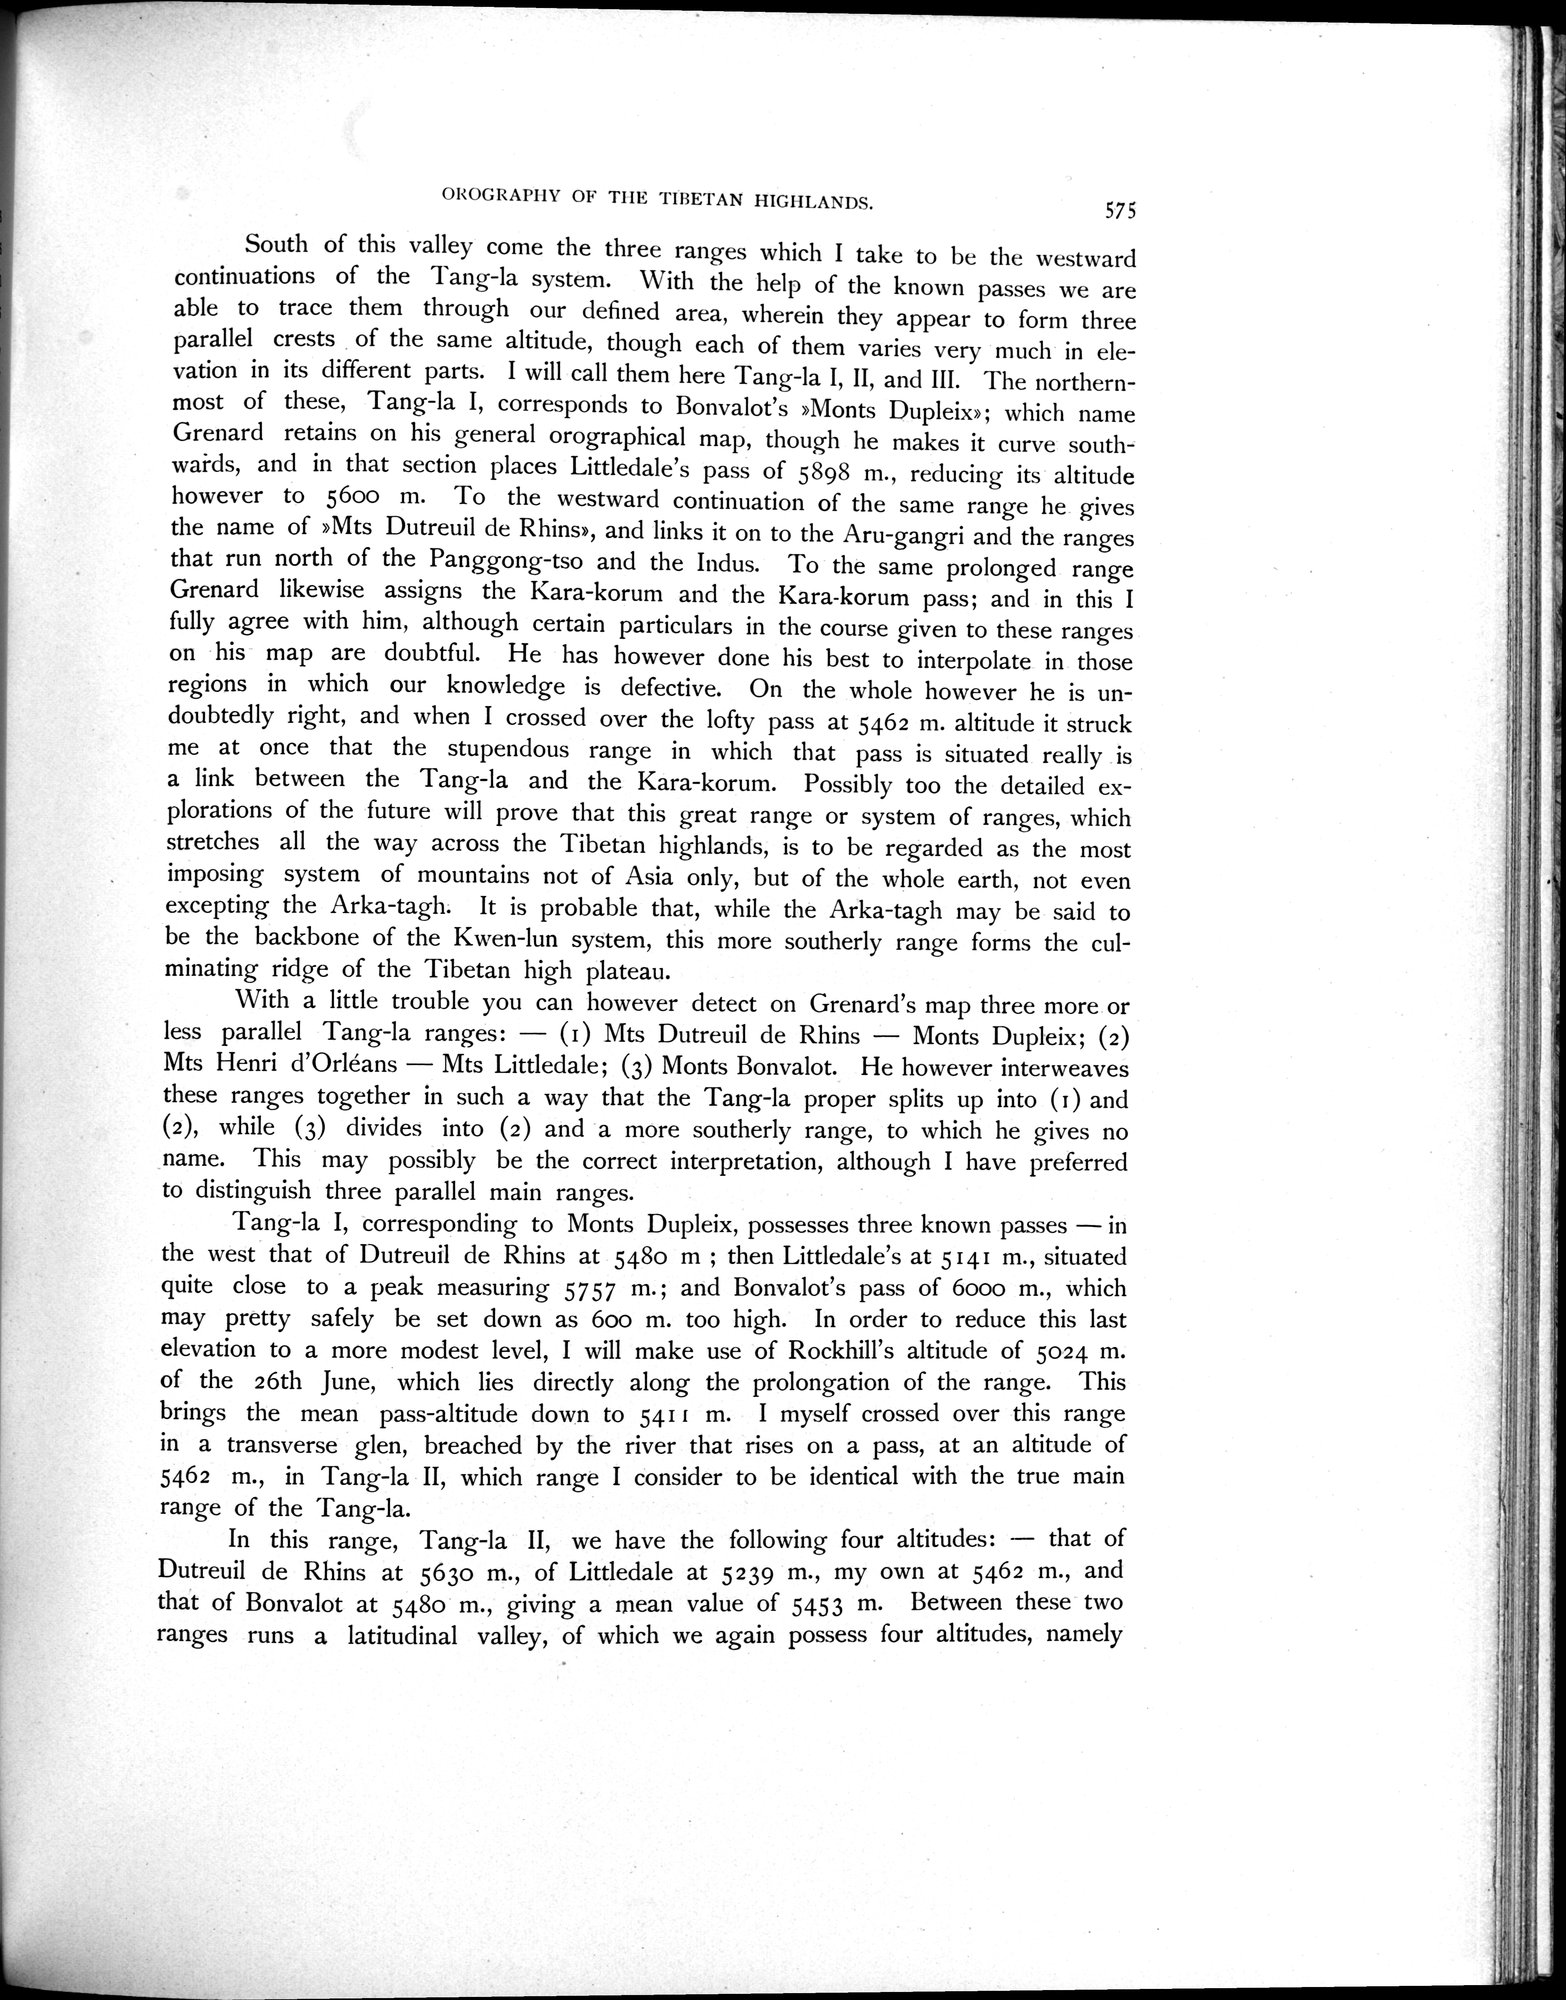 OROGRAPHY OF THE TIBETAN HIGHLANDS.
575
South of this valley come the three ranges which I take to be the westward
continuations of the Tang-la system. With the help of the known passes we are
able to trace them through our defined area, wherein they appear to form three
parallel crests of the same altitude, though each of them varies very much in ele-
vation in its different parts. I will call them here Tang-la I, II, and III. The northern-
most of these, Tang-la I, corresponds to Bonvalot's »Monts Dupleix»; which name
Grenard retains on his general orographical map, though he makes it curve south-
wards, and in that section places Littledale's pass of 5898 m., reducing its altitude
however to 5600 m. To the westward continuation of the same range he gives
the name of »Mts Dutreuil de Rhins», and links it on to the Aru-gangri and the ranges
that run north of the Panggong-tso and the Indus. To the same prolonged range
Grenard likewise assigns the Kara-korum and the Kara-korum pass; and in this I
fully agree with him, although certain particulars in the course given to these ranges
on his map are doubtful. He has however done his best to interpolate in those
regions in which our knowledge is defective. On the whole however he is un-
doubtedly right, and when I crossed over the lofty pass at 5462 m. altitude it struck
me at once that the stupendous range in which that pass is situated really is
a link between the Tang-la and the Kara-korum. Possibly too the detailed ex-
plorations of the future will prove that this great range or system of ranges, which
stretches all the way across the Tibetan highlands, is to be regarded as the most
imposing system of mountains not of Asia only, but of the whole earth, not even
excepting the Arka-tagh. It is probable that, while the Arka-tagh may be said to
be the backbone of the Kwen-lun system, this more southerly range forms the cul-
minating ridge of the Tibetan high plateau.
With a little trouble you can however detect on Grenard's map three more or
less parallel Tang-la ranges: — (1) Mts Dutreuil de Rhins — Monts Dupleix; (2)
Mts Henri d'Orléans — Mts Littledale; (3) Monts Bonvalot. He however interweaves
these ranges together in such a way that the Tang-la proper splits up into (1) and
(2), while (3) divides into (2) and a more southerly range, to which he gives no
name. This may possibly be the correct interpretation, although I have preferred
to distinguish three parallel main ranges.
Tang-la I, corresponding to Monts Dupleix, possesses three known passes — in
the west that of Dutreuil de Rhins at 5480 m ; then Littledale's at 5141 m., situated
quite close to a peak measuring 5757 m.; and Bonvalot's pass of 6000 m., which
may pretty safely be set down as 600 m. too high. In order to reduce this last
elevation to a more modest level, I will make use of Rockhill's altitude of 5024 m.
of the 26th June, which lies directly along the prolongation of the range. This
brings the mean pass-altitude down to 5411 m. I myself crossed over this range
in a transverse glen, breached by the river that rises on a pass, at an altitude of
5462 m., in Tang-la II, which range I consider to be identical with the true main
range of the Tang-la.
In this range, Tang-la II, we have the following four altitudes: — that of
Dutreuil de Rhins at 5630 m., of Littledale at 5239 m., my own at 5462 m., and
that of Bonvalot at 5480 m., giving a mean value of 5453 m. Between these two
ranges runs a latitudinal valley, of which we again possess four altitudes, namely